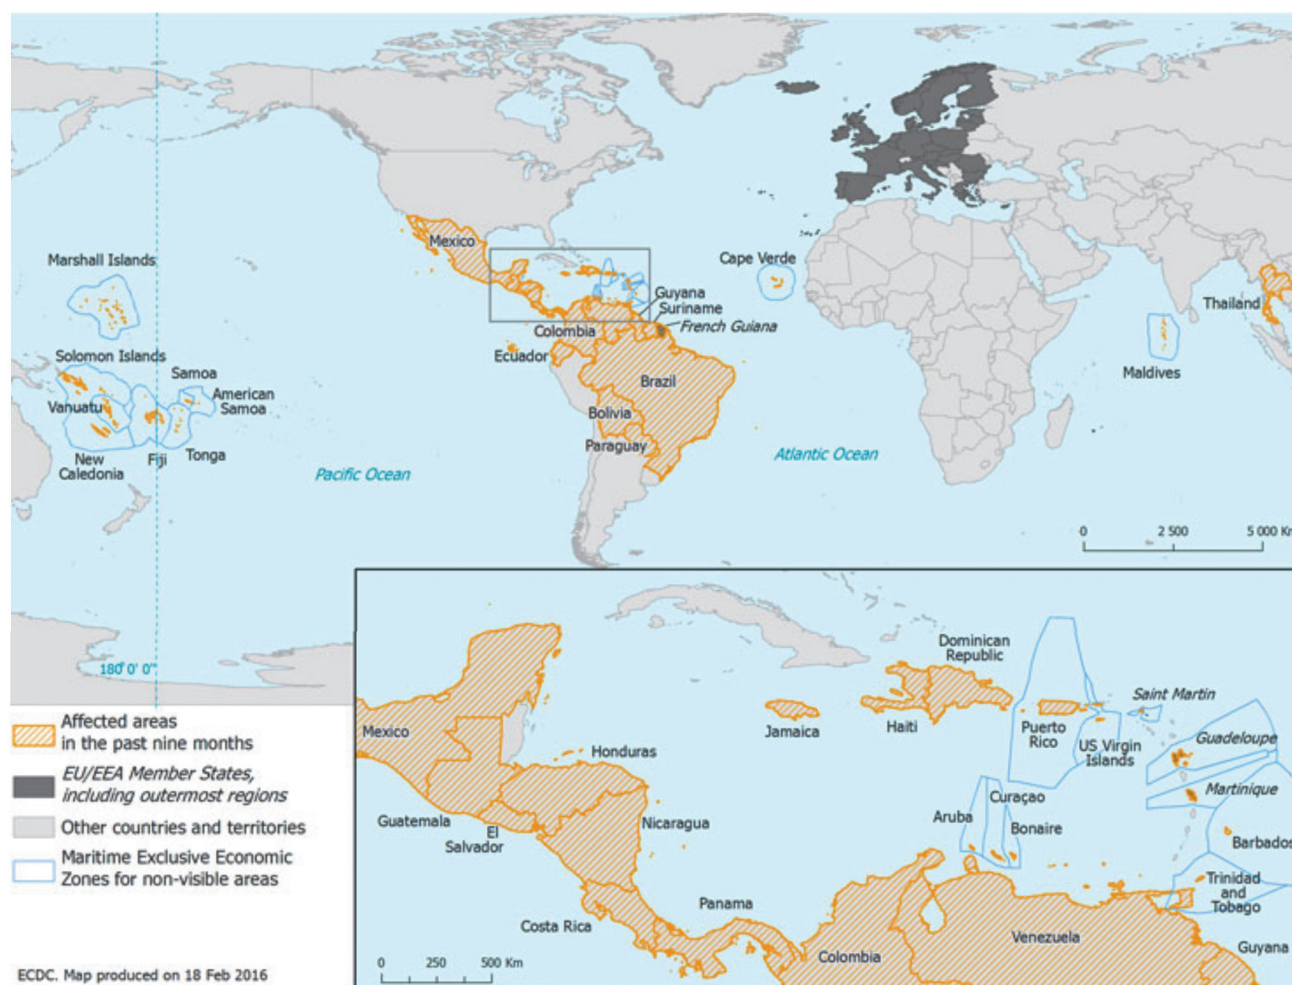 Mexico
Marshall Islands
Cape Verde
Guyana
Suriname
French Guiana
Thailand
Colombia
Solomon Islands
Ecuador
Samoa
Maldives
American
Samoa
Brazil
Vanuatu
Bolivia
Paraguay
New
Caledonia
Fiji
Tonga
Pacific Ocean
Atlantic Ocean
0 2 500 5 000 Km
180° 0' 0"
Affected areas
in the past nine months
EU/EEA Member States,
including outermost regions
Other countries and territories
Maritime Exclusive Economic
Zones for non-visible areas
ECDC. Map produced on 18 Feb 2016
Dominican
Republic
Saint Martin
Mexico
Jamaica
Haiti
Puerto
Rico
US Virgin
Islands
Guadeloupe
Honduras
Martinique
Curaçao
Aruba
Bonaire
Guatemala
El
Salvador
Nicaragua
Barbados
Trinidad
and
Tobago
Panama
Costa Rica
Venezuela
Colombia
Guyana
0 250 500 Km